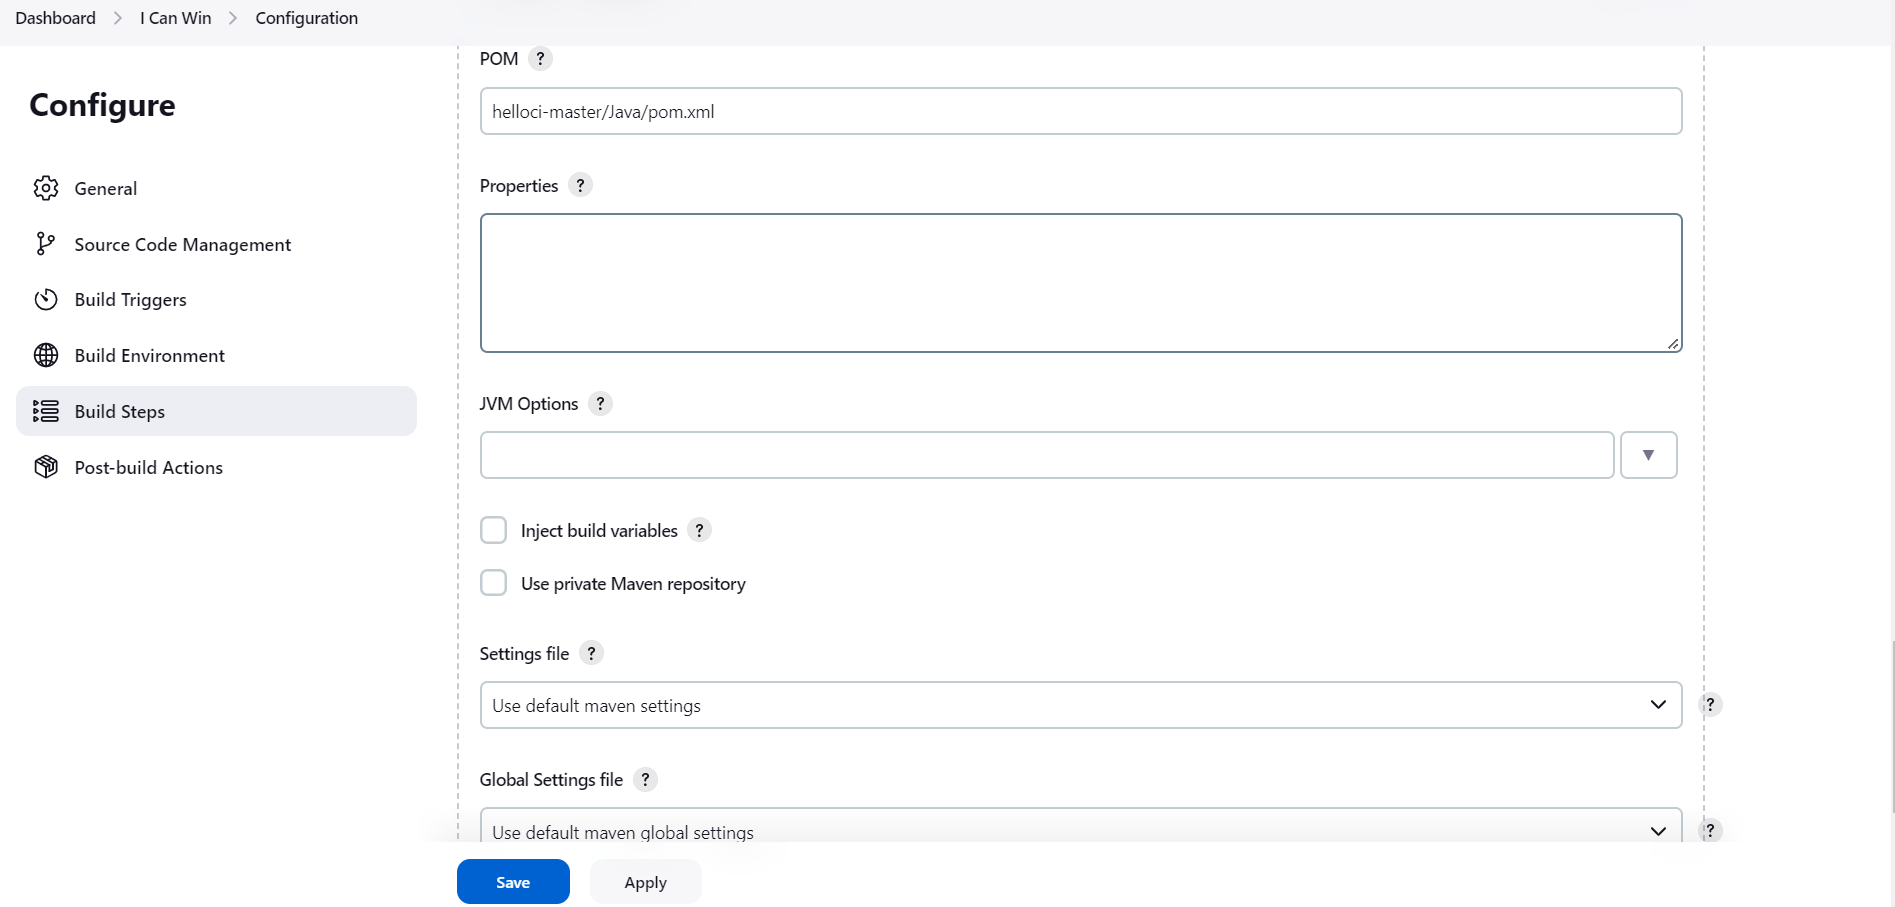 Dashboard > I Can Win > Configuration
Configure
General
Source Code Management
Build Triggers
Build Environment
Build Steps
Post-build Actions
POM ?
helloci-master/Java/pom.xml
Properties ?
JVM Options ?
Inject build variables ?
Use private Maven repository
Settings file ?
Use default maven settings ?
Global Settings file ?
Use default maven global settings ?
Save Apply